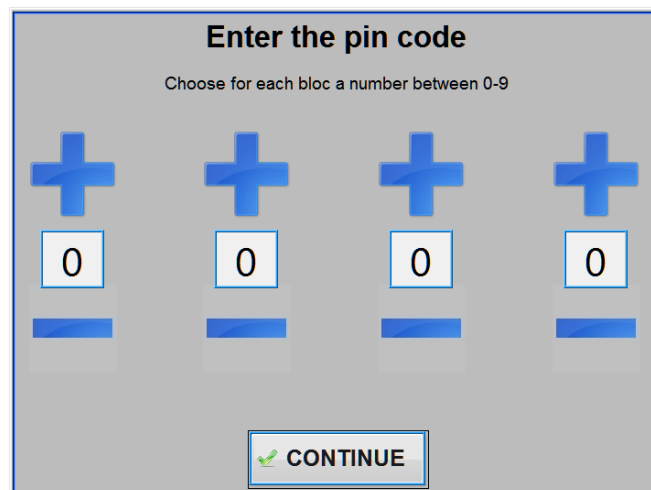 Enter the pin code
Choose for each bloc a number between 0-9
0 0 0 0
CONTINUE